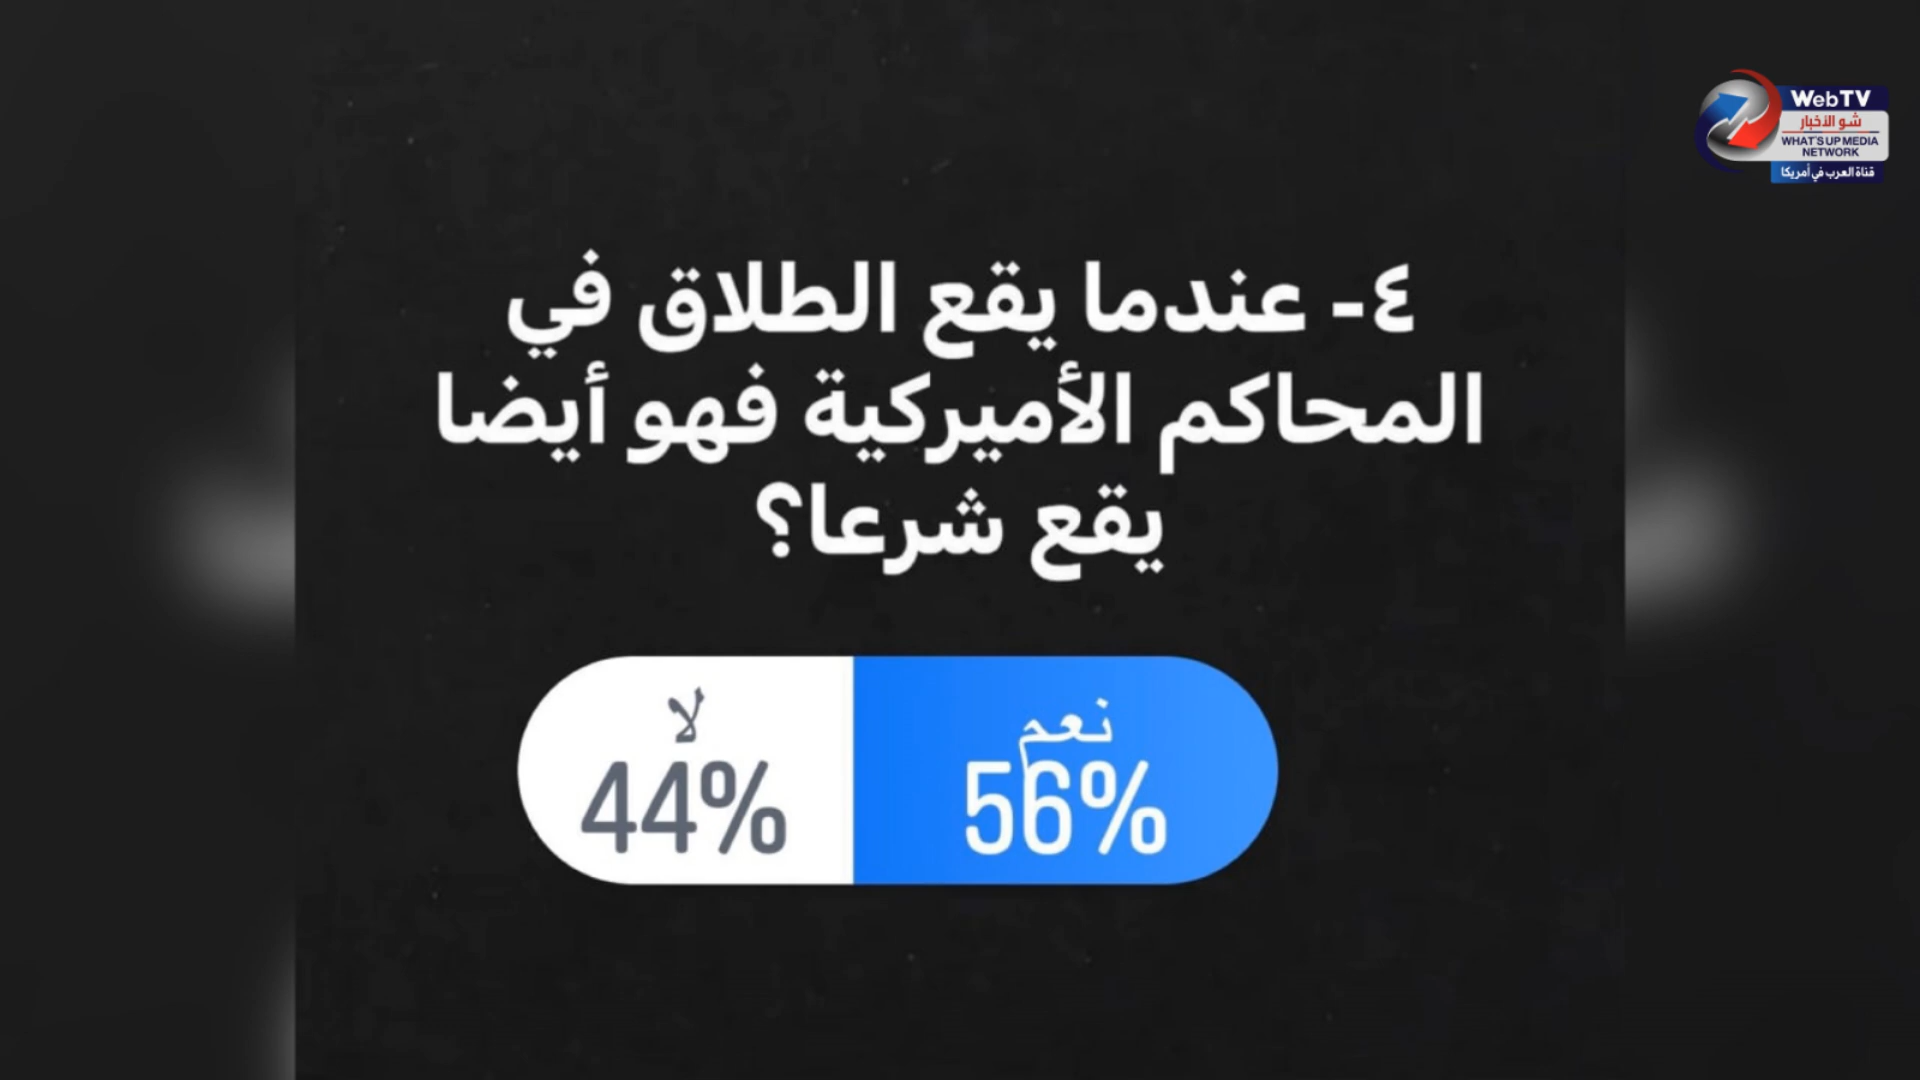 WebTV
شو الأخبار
WHAT'S UP MEDIA
NETWORK
قناة العرب في أمريكا
٤- عندما يقع الطلاق في
المحاكم الأميركية فهو أيضا
يقع شرعا؟
نعم
56%
لا
44%